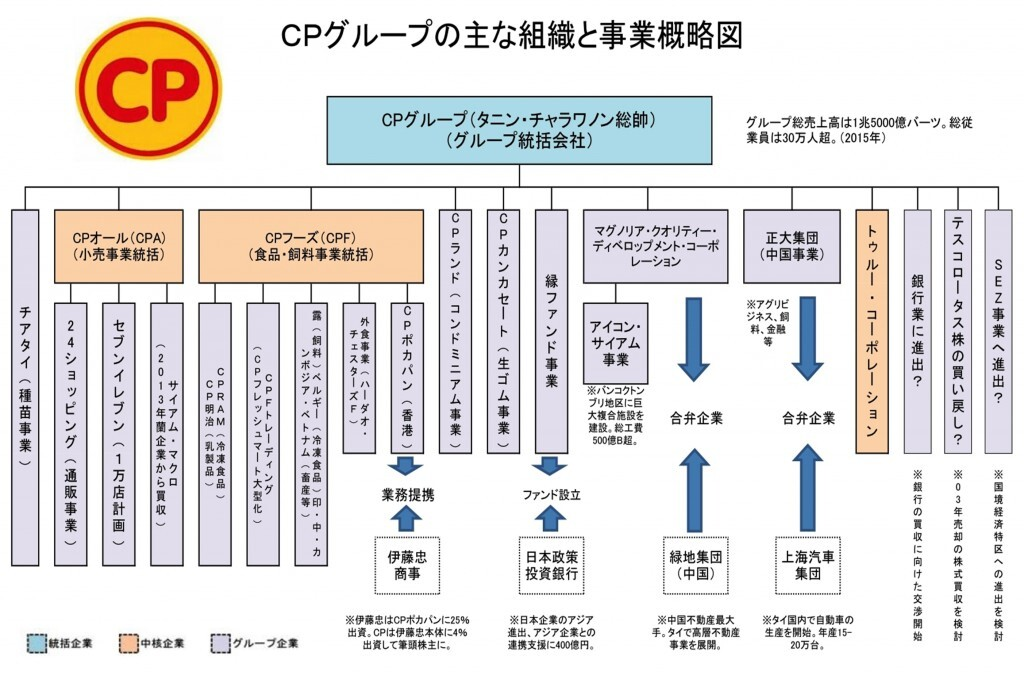 CPグループの主な組織と事業概略図
CP
CPグループ（タニン・チャラワノン総帥）
（グループ統括会社）
グループ総売上高は1兆5000億バーツ。総従
業員は30万人超。（2015年）
チアタイ（種苗事業）
CPオール（CPA）
（小売事業統括）
24ショッピング（通販事業）
セブンイレブン（1万店計画）
サイアム・マクロ
（2013年蘭企業から買収）
CPフーズ（CPF）
（食品・飼料事業統括）
CPRAM（冷凍食品）
CP明治（乳製品）
CPFトレーディング
（CPフレッシュマート大型化）
露（飼料）ベルギー（冷凍食品）印・中・カ
ンボジア・ベトナム（畜産等）
外食事業（ハーダオ・
チェスターズF）
CPポカパン（香港）
業務提携
伊藤忠
商事
※伊藤忠はCPポカパンに25%
出資。CPは伊藤忠本体に4%
出資して筆頭株主に。
CPランド（コンドミニアム事業）
CPカンカセート（生ゴム事業）
縁ファンド事業
ファンド設立
日本政策
投資銀行
※日本企業のアジア
進出、アジア企業との
連携支援に400億円。
マグノリア・クオリティー・
ディベロップメント・コーポ
レーション
アイコン・
サイアム
事業
※バンコクトン
ブリ地区に巨
大複合施設を
建設。総工費
500億B超。
合弁企業
緑地集団
（中国）
※中国不動産最大
手。タイで高層不動産
事業を展開。
正大集団
（中国事業）
※アグリビ
ジネス、飼
料、金融
等
合弁企業
上海汽車
集団
※タイ国内で自動車の
生産を開始。年産15-
20万台。
トゥルー・コーポレーション
銀行業に進出？
※銀行の買収に向けた交渉開始
テスコロータス株の買い戻し？
※03年売却の株式買収を検討
SEZ事業へ進出？
※国境経済特区への進出を検討
統括企業
中核企業
グループ企業